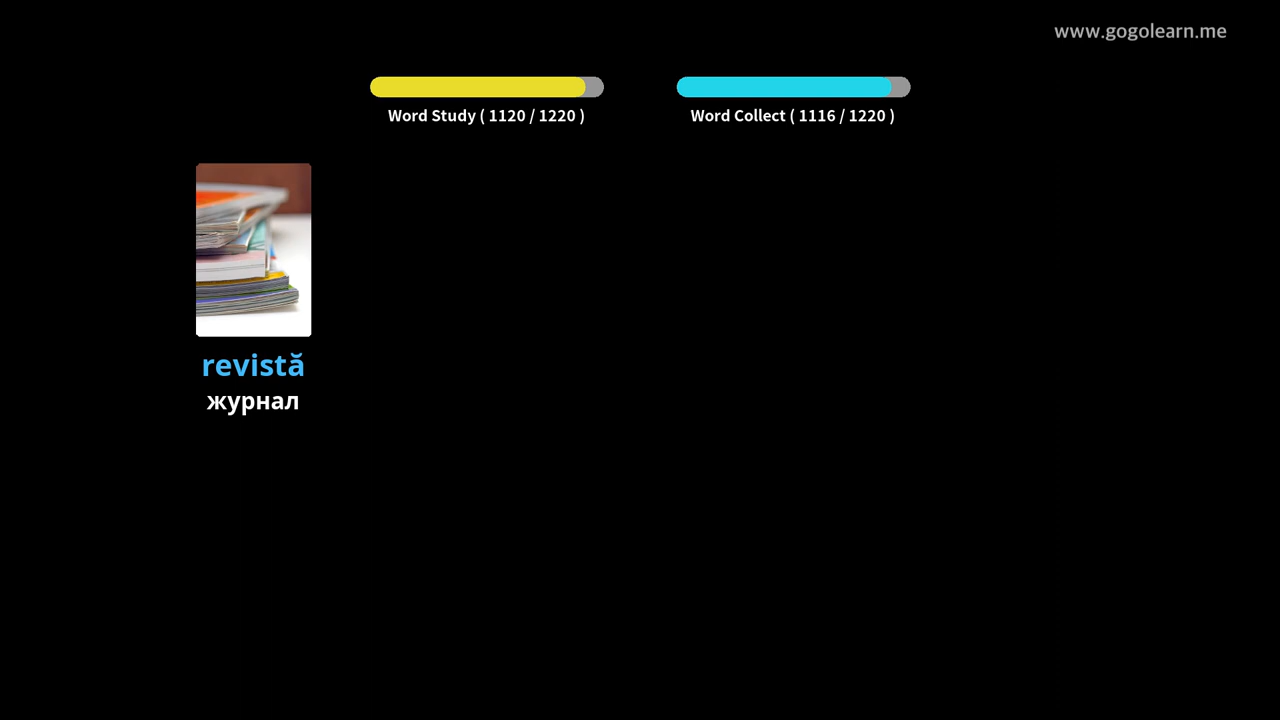 www.gogolearn.me
Word Study ( 1120 / 1220 )
Word Collect ( 1116 / 1220 )
revistă
журнал